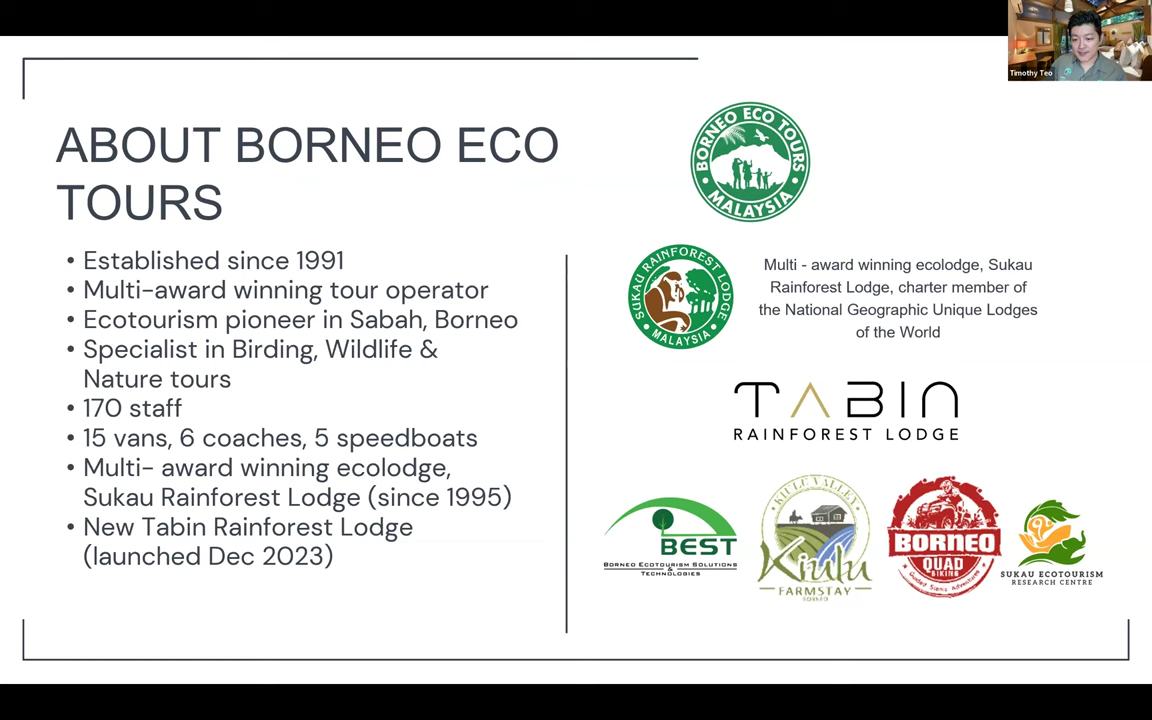 Timothy Teo
ABOUT BORNEO ECO
TOURS
• Established since 1991
• Multi-award winning tour operator
• Ecotourism pioneer in Sabah, Borneo
• Specialist in Birding, Wildlife &
Nature tours
• 170 staff
• 15 vans, 6 coaches, 5 speedboats
• Multi- award winning ecolodge,
Sukau Rainforest Lodge (since 1995)
• New Tabin Rainforest Lodge
(launched Dec 2023)
BORNEO ECO TOURS
• MALAYSIA •
SUKAU RAINFOREST LODGE
• MALAYSIA •
Multi - award winning ecolodge, Sukau
Rainforest Lodge, charter member of
the National Geographic Unique Lodges
of the World
TABIN
RAINFOREST LODGE
BEST
BORNEO ECOTOURISM SOLUTIONS
&
TECHNOLOGIES
KIULU VALLEY
Kiulu
FARMSTAY
BORNEO
BORNEO
QUAD
BIKING
Guided Scenic Adventures
SUKAU ECOTOURISM
RESEARCH CENTRE